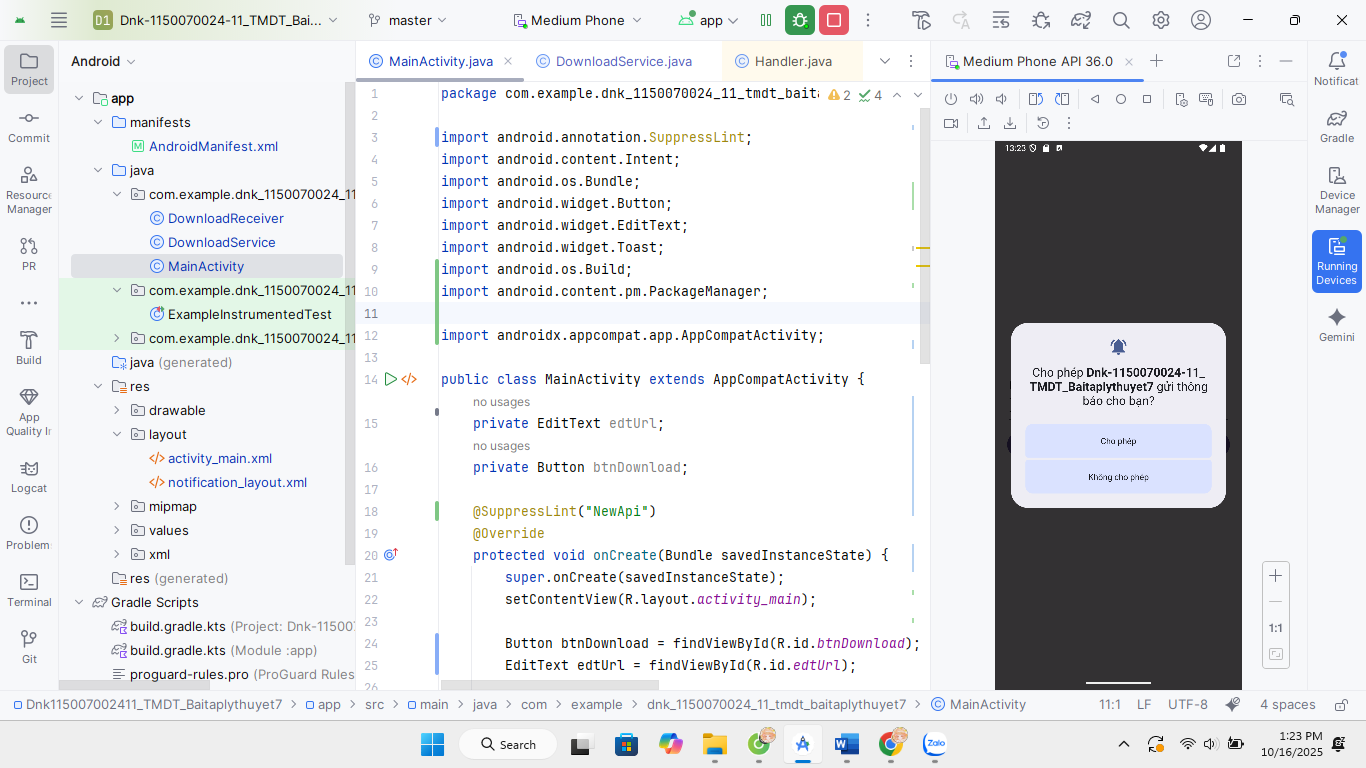 D1 Dnk-1150070024-11_TMDT_Bai... master Medium Phone app
Project
Commit
Resource
Manager
PR
Build
App
Quality In
Logcat
Problem
Terminal
Git
Android
app
manifests
AndroidManifest.xml
java
com.example.dnk_1150070024_11
DownloadReceiver
DownloadService
MainActivity
com.example.dnk_1150070024_11
ExampleInstrumentedTest
com.example.dnk_1150070024_11
java (generated)
res
drawable
layout
activity_main.xml
notification_layout.xml
mipmap
values
xml
res (generated)
Gradle Scripts
build.gradle.kts (Project: Dnk-115007
build.gradle.kts (Module :app)
proguard-rules.pro (ProGuard Rules
MainActivity.java DownloadService.java Handler.java
2 4
1 package com.example.dnk_1150070024_11_tmdt_baita
2
3 import android.annotation.SuppressLint;
4 import android.content.Intent;
5 import android.os.Bundle;
6 import android.widget.Button;
7 import android.widget.EditText;
8 import android.widget.Toast;
9 import android.os.Build;
10 import android.content.pm.PackageManager;
11
12 import androidx.appcompat.app.AppCompatActivity;
13
14 public class MainActivity extends AppCompatActivity {
no usages
15 private EditText edtUrl;
no usages
16 private Button btnDownload;
17
18 @SuppressLint("NewApi")
19 @Override
20 protected void onCreate(Bundle savedInstanceState) {
21 super.onCreate(savedInstanceState);
22 setContentView(R.layout.activity_main);
23
24 Button btnDownload = findViewById(R.id.btnDownload);
25 EditText edtUrl = findViewById(R.id.edtUrl);
26
Medium Phone API 36.0
13:23
Cho phép Dnk-1150070024-11_
TMDT_Baitaplythuyet7 gửi thông
báo cho bạn?
Cho phép
Không cho phép
1:1
Notificat
Gradle
Device
Manager
Running
Devices
Gemini
Dnk115007002411_TMDT_Baitaplythuyet7 > app > src > main > java > com > example > dnk_1150070024_11_tmdt_baitaplythuyet7 > MainActivity 11:1 LF UTF-8 4 spaces
Search
Zalo
1:23 PM
10/16/2025